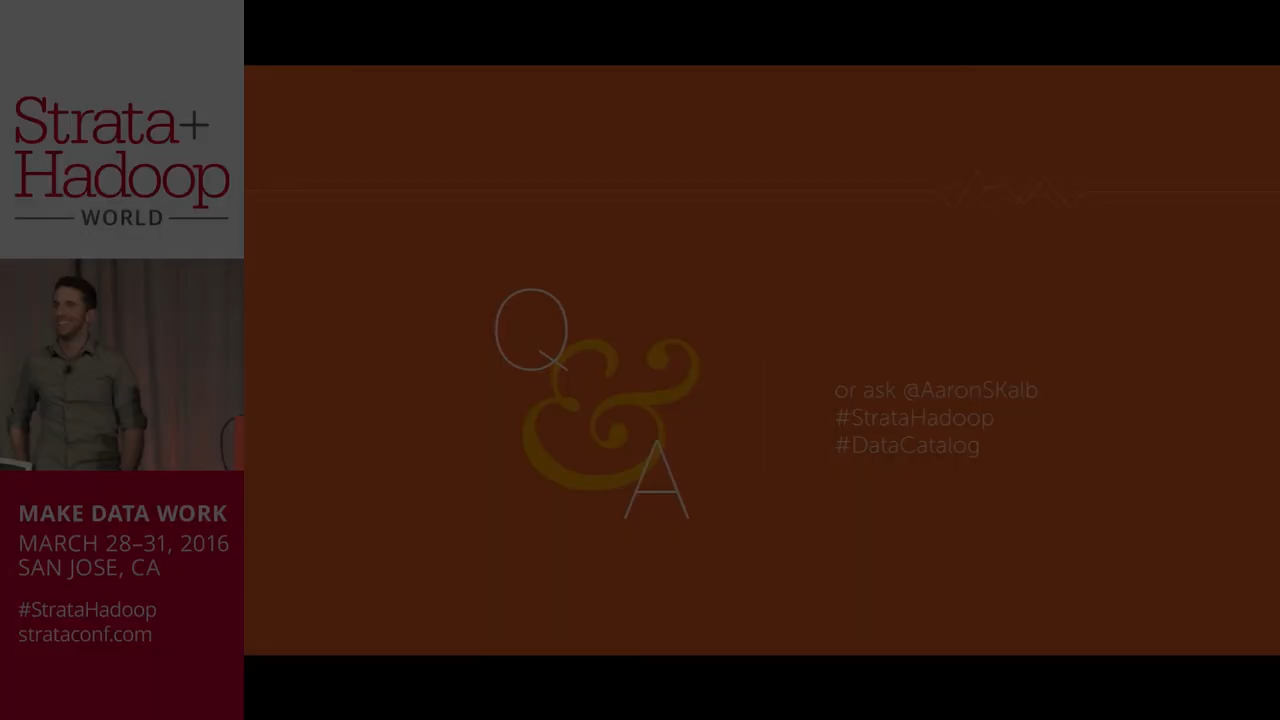 Strata+
Hadoop
WORLD
MAKE DATA WORK
MARCH 28–31, 2016
SAN JOSE, CA
#StrataHadoop
strataconf.com
Q
&
A
or ask @AaronSKalb
#StrataHadoop
#DataCatalog